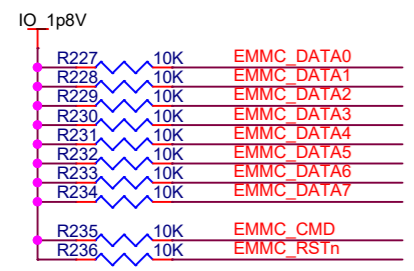 IO_1p8V
R227 10K EMMC_DATA0
R228 10K EMMC_DATA1
R229 10K EMMC_DATA2
R230 10K EMMC_DATA3
R231 10K EMMC_DATA4
R232 10K EMMC_DATA5
R233 10K EMMC_DATA6
R234 10K EMMC_DATA7
R235 10K EMMC_CMD
R236 10K EMMC_RSTn